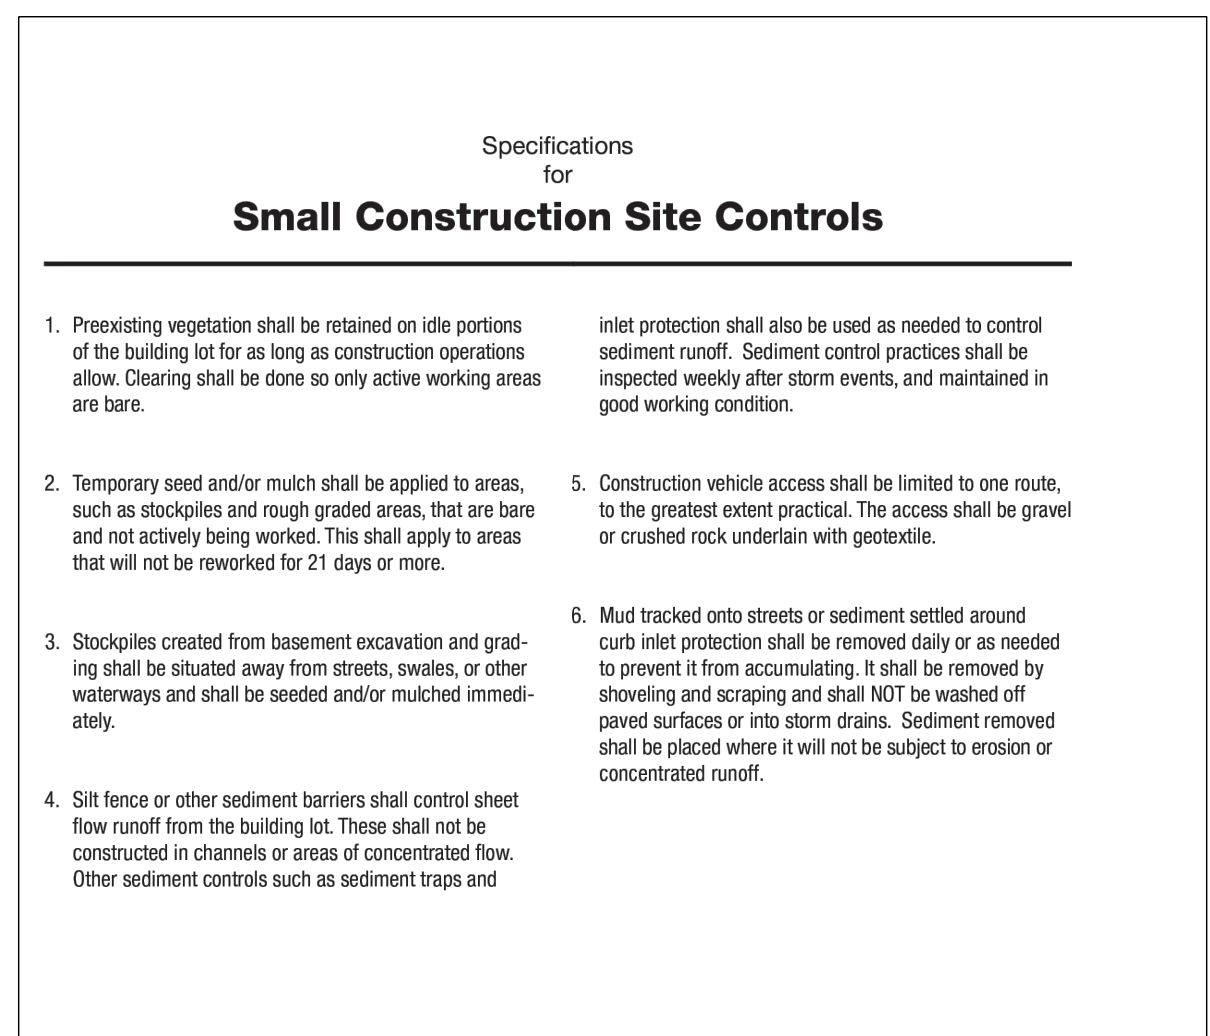 Specifications
for
Small Construction Site Controls
1. Preexisting vegetation shall be retained on idle portions
of the building lot for as long as construction operations
allow. Clearing shall be done so only active working areas
are bare.
2. Temporary seed and/or mulch shall be applied to areas,
such as stockpiles and rough graded areas, that are bare
and not actively being worked. This shall apply to areas
that will not be reworked for 21 days or more.
3. Stockpiles created from basement excavation and grad-
ing shall be situated away from streets, swales, or other
waterways and shall be seeded and/or mulched immedi-
ately.
4. Silt fence or other sediment barriers shall control sheet
flow runoff from the building lot. These shall not be
constructed in channels or areas of concentrated flow.
Other sediment controls such as sediment traps and
inlet protection shall also be used as needed to control
sediment runoff.  Sediment control practices shall be
inspected weekly after storm events, and maintained in
good working condition.
5. Construction vehicle access shall be limited to one route,
to the greatest extent practical. The access shall be gravel
or crushed rock underlain with geotextile.
6. Mud tracked onto streets or sediment settled around
curb inlet protection shall be removed daily or as needed
to prevent it from accumulating. It shall be removed by
shoveling and scraping and shall NOT be washed off
paved surfaces or into storm drains.  Sediment removed
shall be placed where it will not be subject to erosion or
concentrated runoff.